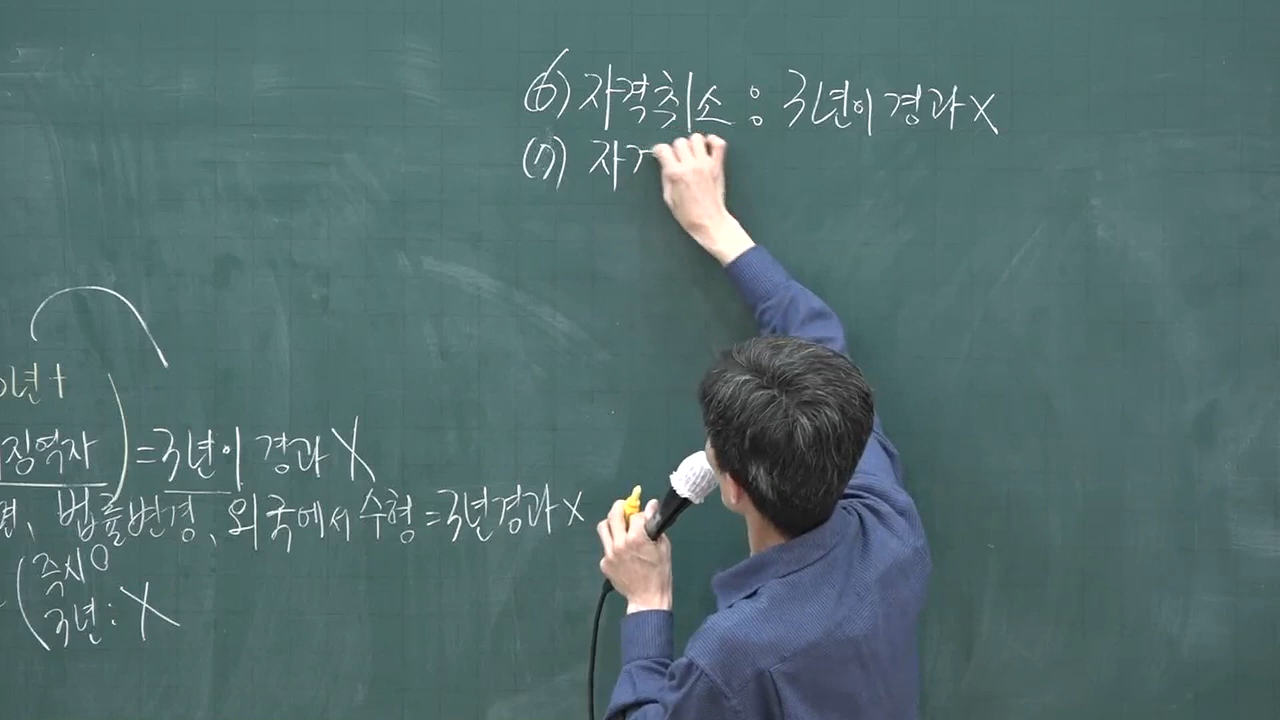 (6) 자격취소 : 3년이 경과 X
(7) 자
년+
징역자 ) = 3년이 경과 X
면, 법률변경, 외국에서 수형 = 3년경과 X
즉시 O
3년 : X